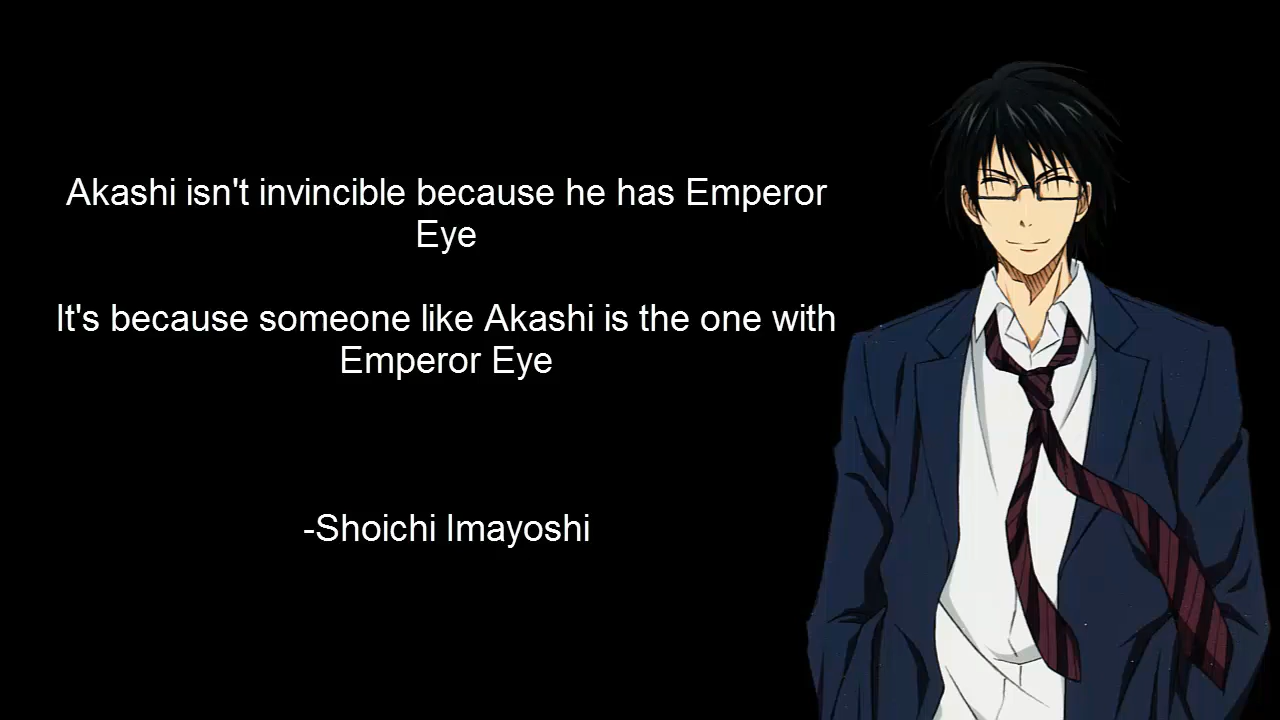 Akashi isn't invincible because he has Emperor
Eye
It's because someone like Akashi is the one with
Emperor Eye
-Shoichi Imayoshi